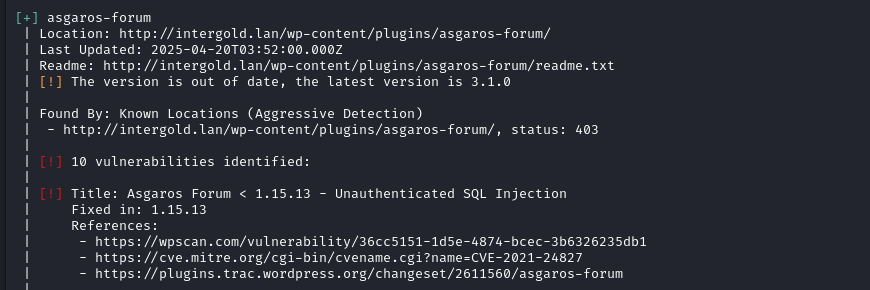 [+] asgaros-forum
| Location: http://intergold.lan/wp-content/plugins/asgaros-forum/
| Last Updated: 2025-04-20T03:52:00.000Z
| Readme: http://intergold.lan/wp-content/plugins/asgaros-forum/readme.txt
| [!] The version is out of date, the latest version is 3.1.0
|
| Found By: Known Locations (Aggressive Detection)
|  - http://intergold.lan/wp-content/plugins/asgaros-forum/, status: 403
|
| [!] 10 vulnerabilities identified:
|
| [!] Title: Asgaros Forum < 1.15.13 - Unauthenticated SQL Injection
|     Fixed in: 1.15.13
|     References:
|      - https://wpscan.com/vulnerability/36cc5151-1d5e-4874-bcec-3b6326235db1
|      - https://cve.mitre.org/cgi-bin/cvename.cgi?name=CVE-2021-24827
|      - https://plugins.trac.wordpress.org/changeset/2611560/asgaros-forum
|